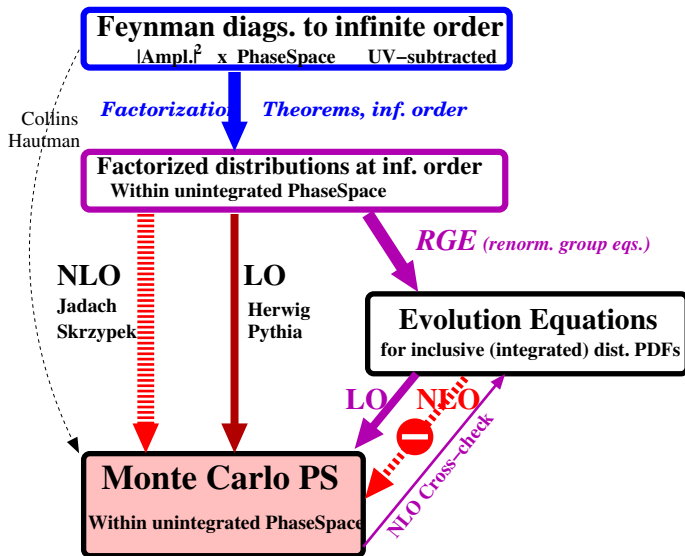 Feynman diags. to infinite order
|Ampl.|² x PhaseSpace UV−subtracted
Collins
Hautman
Factorization Theorems, inf. order
Factorized distributions at inf. order
Within unintegrated PhaseSpace
RGE (renorm. group eqs.)
NLO
Jadach
Skrzypek
LO
Herwig
Pythia
Evolution Equations
for inclusive (integrated) dist. PDFs
LO
NLO
NLO Cross−check
Monte Carlo PS
Within unintegrated PhaseSpace